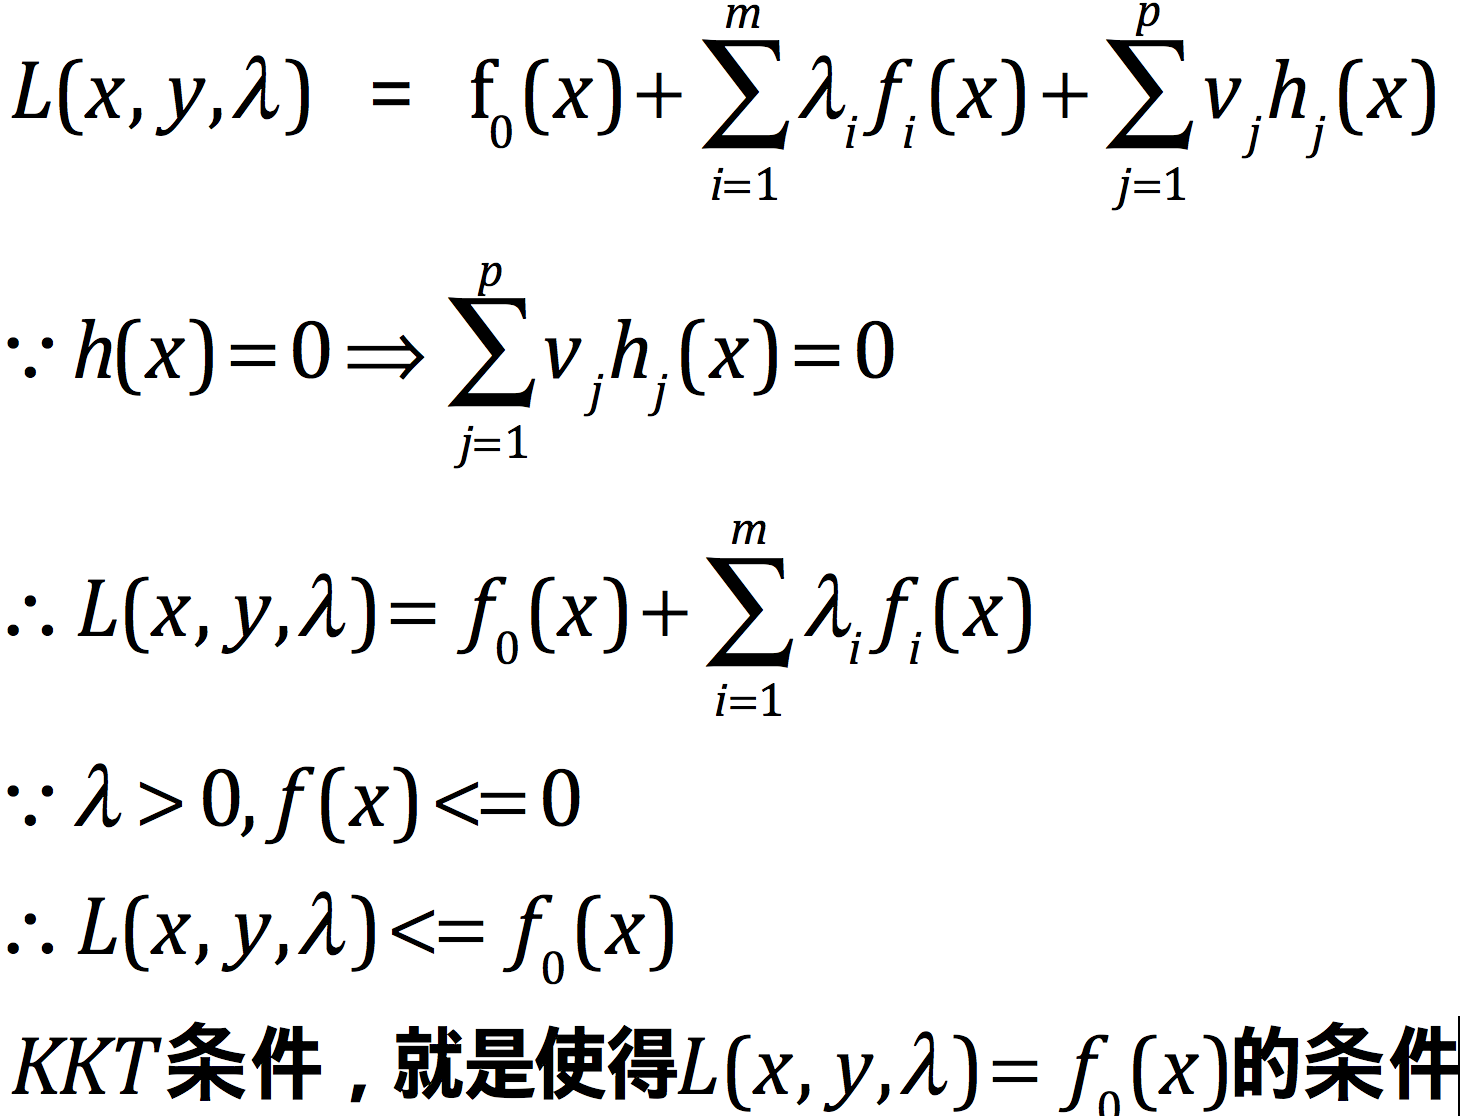 L(x, y, λ) = f₀(x) + ∑_{i=1}^{m} λᵢ fᵢ(x) + ∑_{j=1}^{p} vⱼ hⱼ(x)
∵ h(x) = 0 ⇒ ∑_{j=1}^{p} vⱼ hⱼ(x) = 0
∴ L(x, y, λ) = f₀(x) + ∑_{i=1}^{m} λᵢ fᵢ(x)
∵ λ > 0, f(x) <= 0
∴ L(x, y, λ) <= f₀(x)
KKT条件，就是使得L(x, y, λ) = f₀(x)的条件